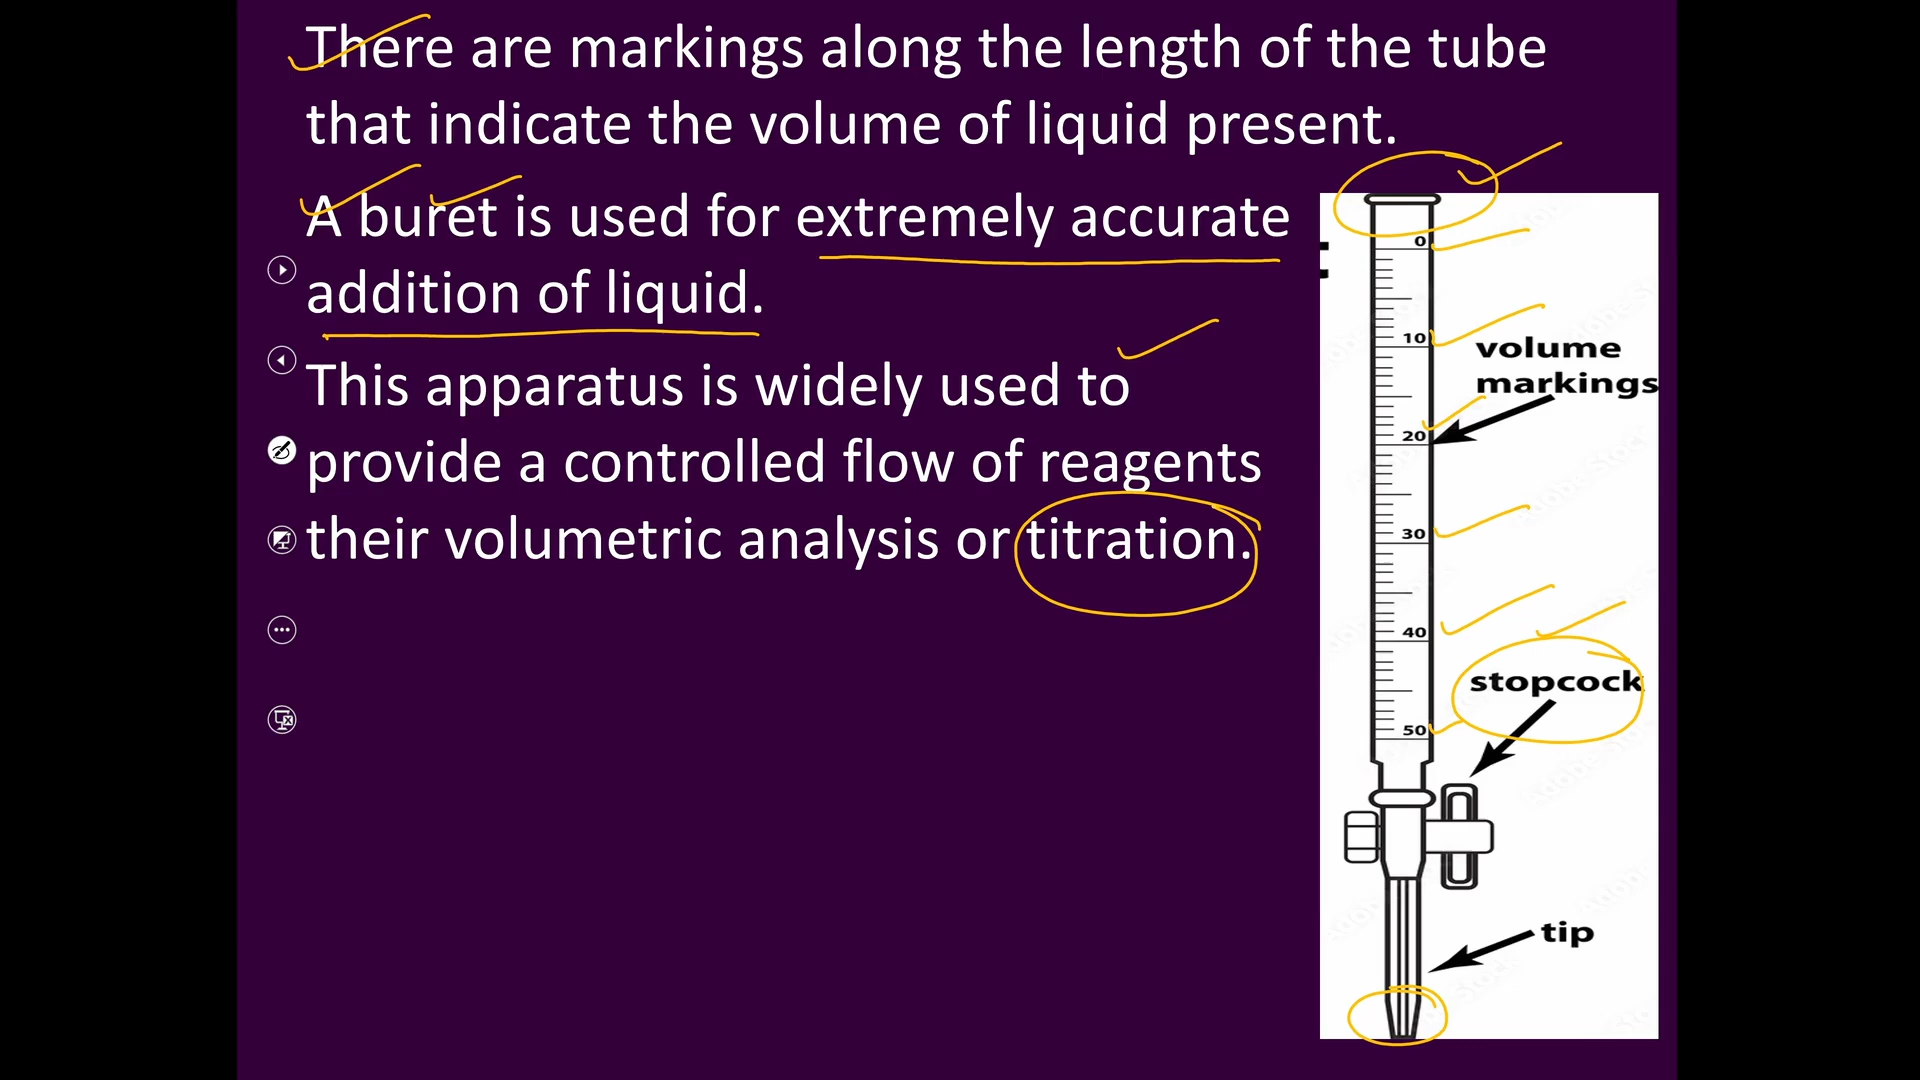 There are markings along the length of the tube
that indicate the volume of liquid present.
A buret is used for extremely accurate
addition of liquid.
This apparatus is widely used to
provide a controlled flow of reagents
their volumetric analysis or titration.
0
10
volume
markings
20
30
40
stopcock
50
tip